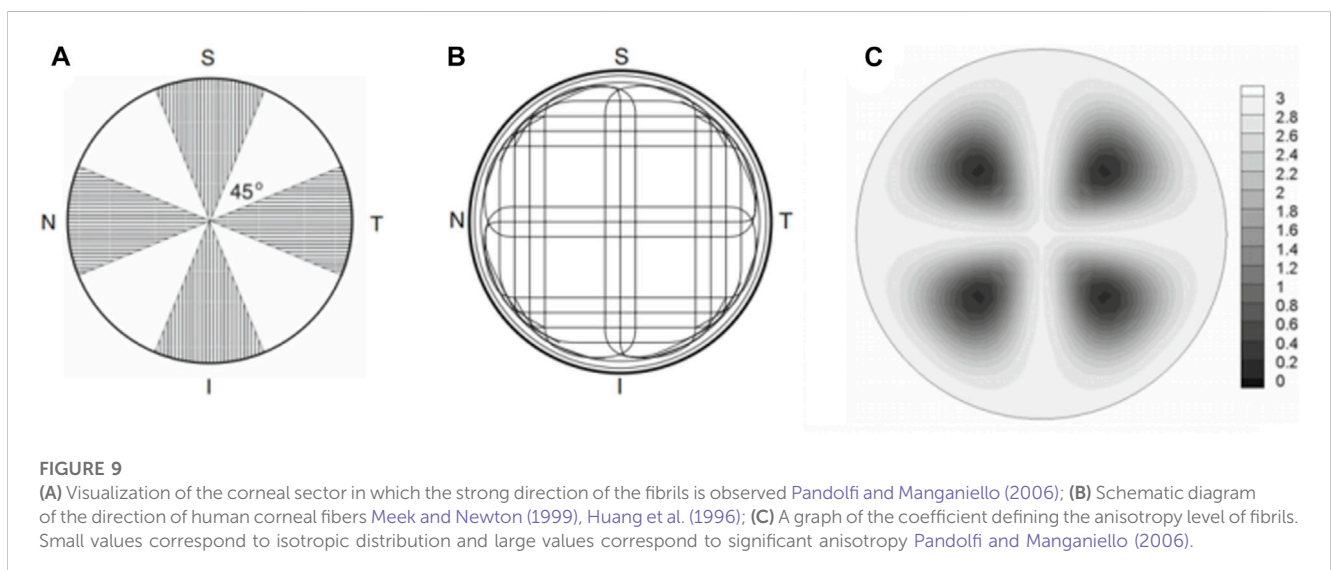 A
S
45°
N
T
I
B
S
N
T
I
C
3
2.8
2.6
2.4
2.2
2
1.8
1.6
1.4
1.2
1
0.8
0.6
0.4
0.2
0
FIGURE 9
(A) Visualization of the corneal sector in which the strong direction of the fibrils is observed Pandolfi and Manganiello (2006); (B) Schematic diagram
of the direction of human corneal fibers Meek and Newton (1999), Huang et al. (1996); (C) A graph of the coefficient defining the anisotropy level of fibrils.
Small values correspond to isotropic distribution and large values correspond to significant anisotropy Pandolfi and Manganiello (2006).